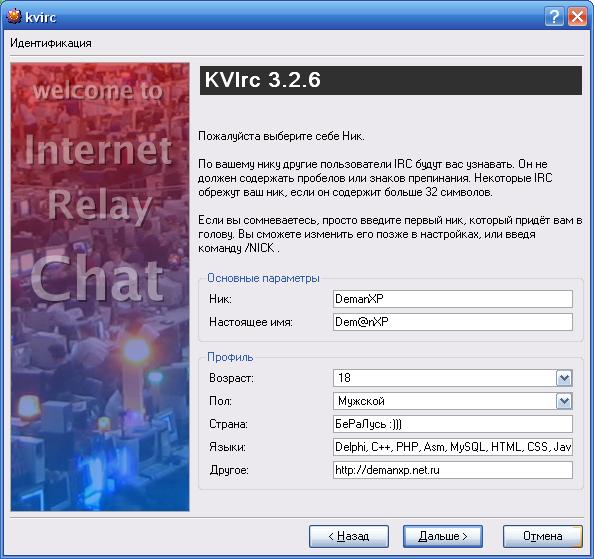 kvirc
Идентификация
welcome to
Internet
Relay
Chat
KVIrc 3.2.6
Пожалуйста выберите себе Ник.
По вашему нику другие пользователи IRC будут вас узнавать. Он не
должен содержать пробелов или знаков препинания. Некоторые IRC
обрежут ваш ник, если он содержит больше 32 символов.
Если вы сомневаетесь, просто введите первый ник, который придёт вам в
голову. Вы сможете изменить его позже в настройках, или введя
команду /NICK .
Основные параметры
Ник: DemanXP
Настоящее имя: Dem@nXP
Профиль
Возраст: 18
Пол: Мужской
Страна: БеРаЛусь :)))
Языки: Delphi, C++, PHP, Asm, MySQL, HTML, CSS, Jav
Другое: http://demanxp.net.ru
< Назад Дальше > Отмена